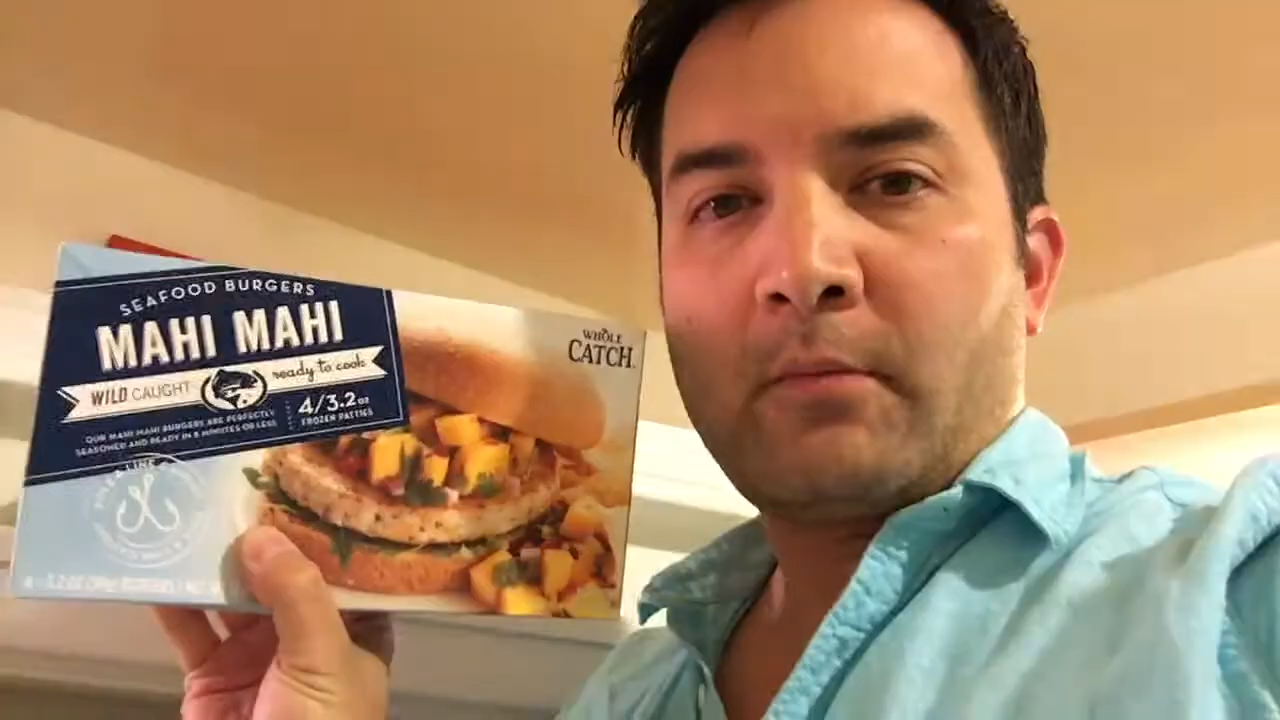 SEAFOOD BURGERS
MAHI MAHI
WILD CAUGHT
ready to cook
4/3.2oz
FROZEN PATTIES
OUR MAHI MAHI BURGERS ARE PERFECTLY
SEASONED AND READY IN 8 MINUTES OR LESS
WHOLE
CATCH